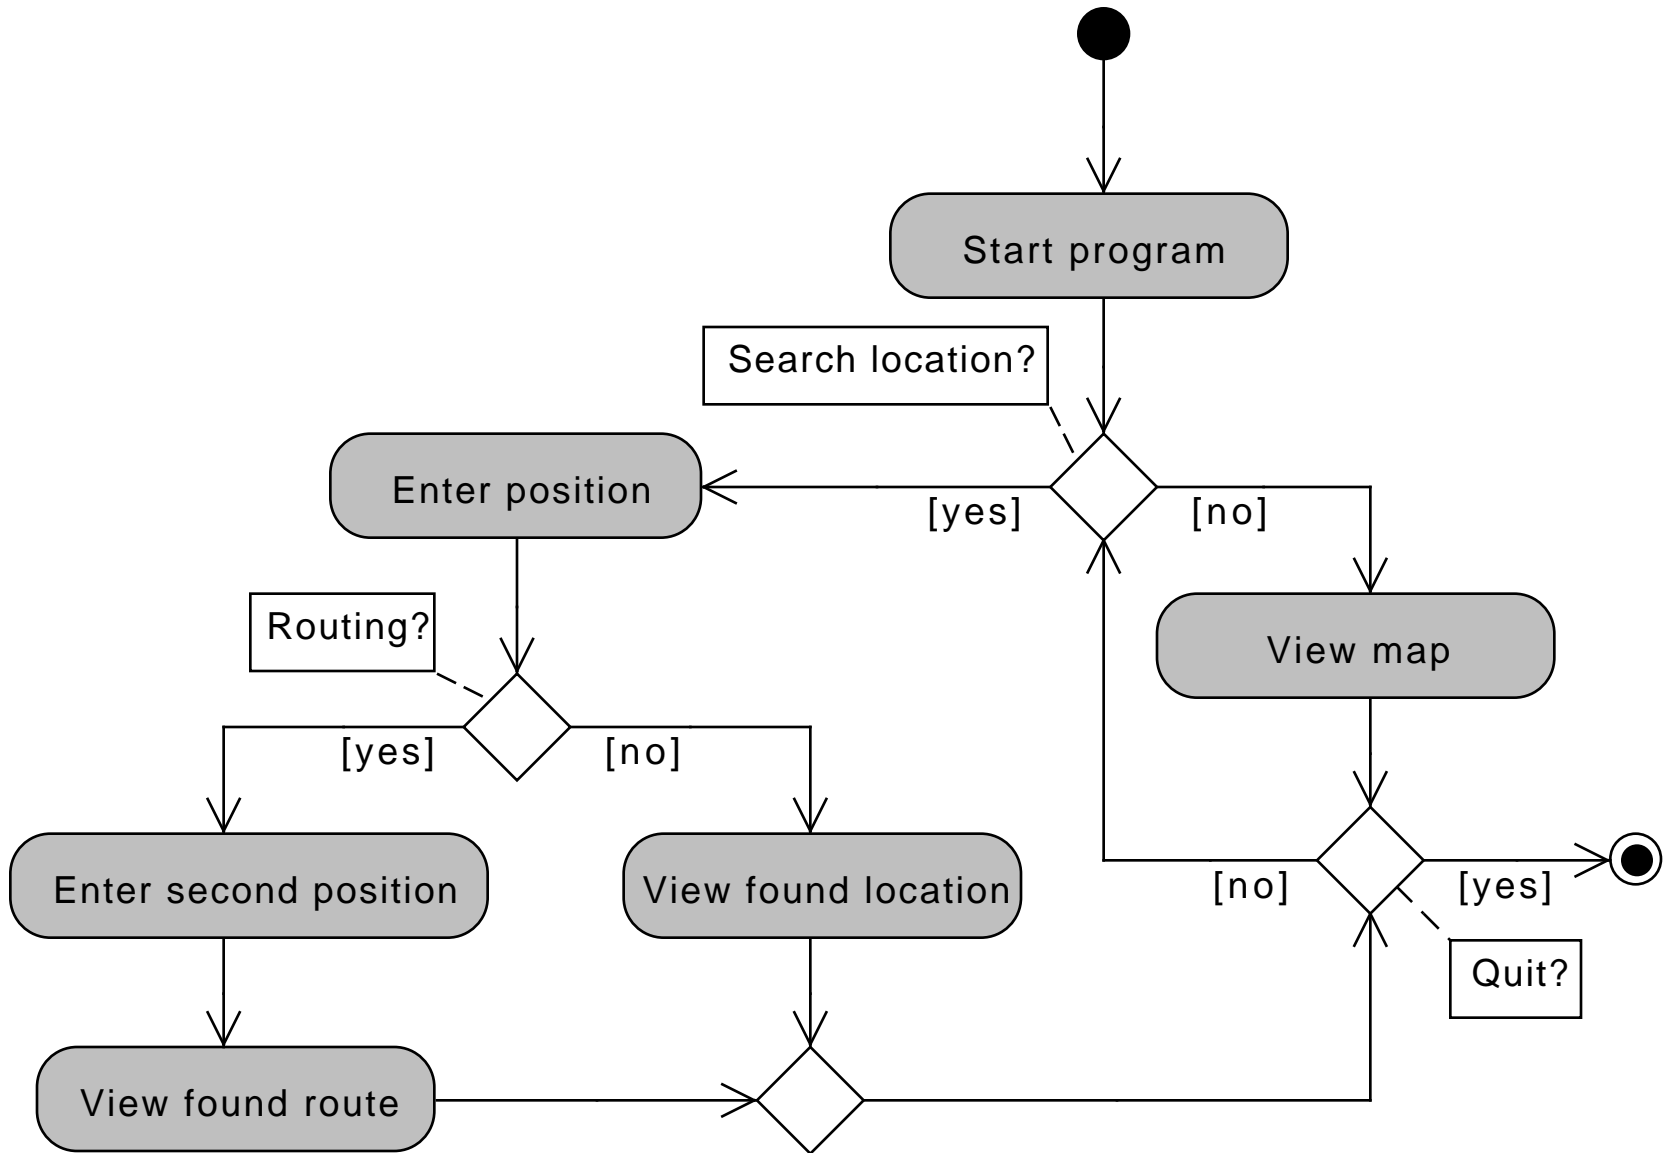 Start program
Search location?
Enter position
[yes]
[no]
Routing?
View map
[yes]
[no]
Enter second position
View found location
[no]
[yes]
Quit?
View found route